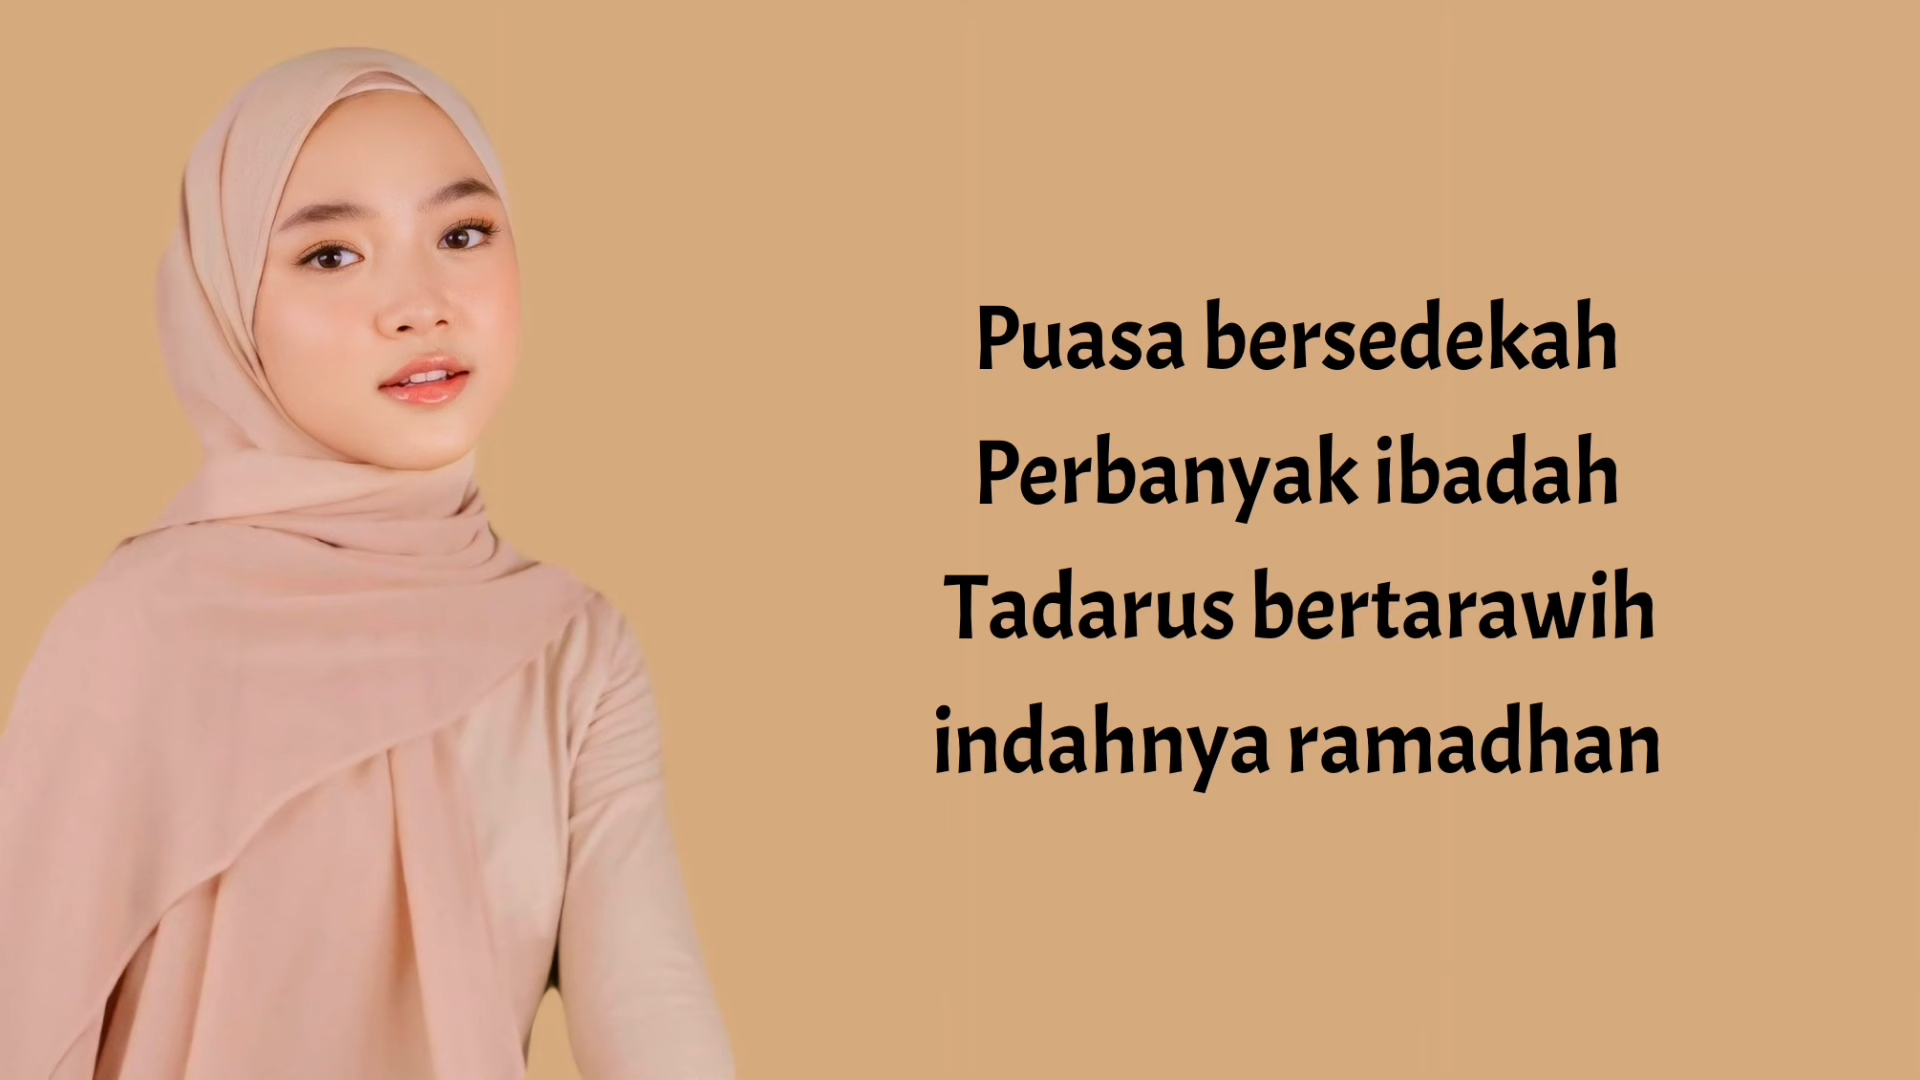 Puasa bersedekah
Perbanyak ibadah
Tadarus bertarawih
indahnya ramadhan